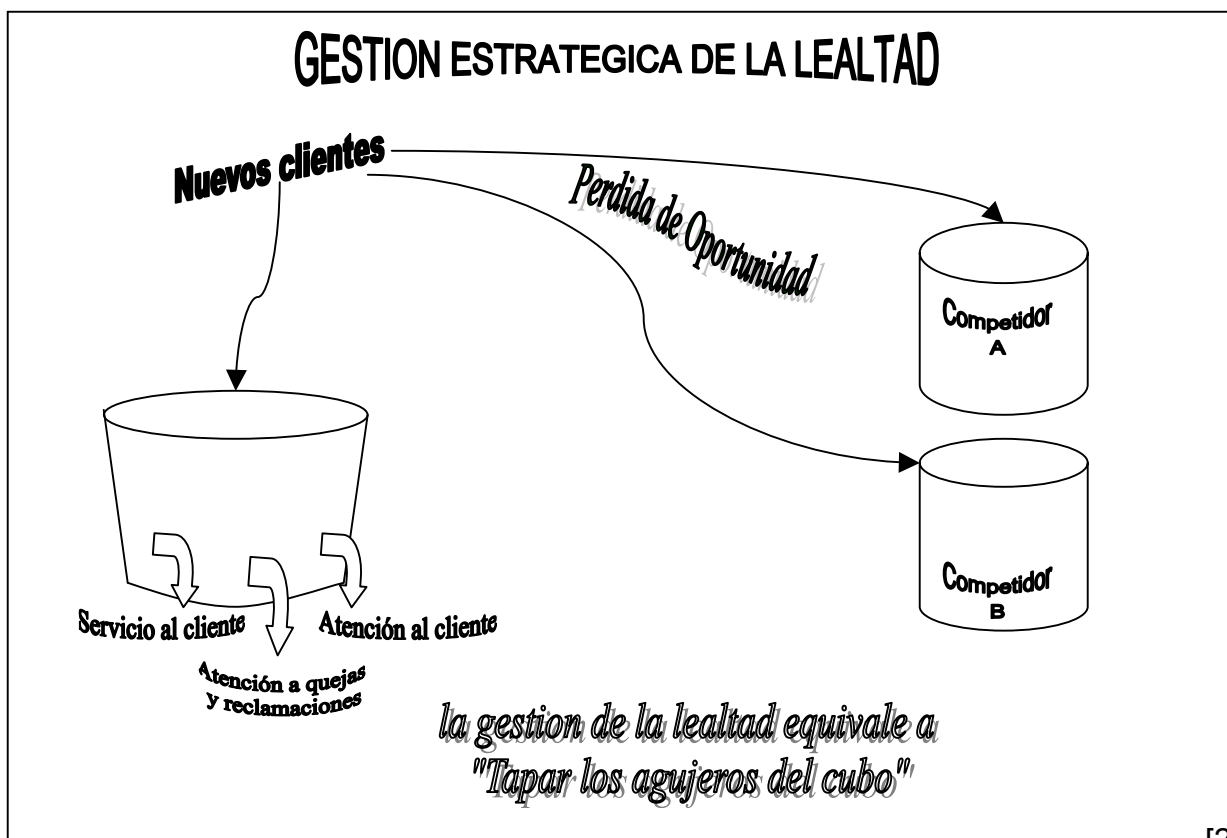 GESTION ESTRATEGICA DE LA LEALTAD
Nuevos clientes
Perdida de Oportunidad
Competidor
A
Competidor
B
Servicio al cliente
Atención al cliente
Atención a quejas
y reclamaciones
la gestion de la lealtad equivale a
"Tapar los agujeros del cubo"